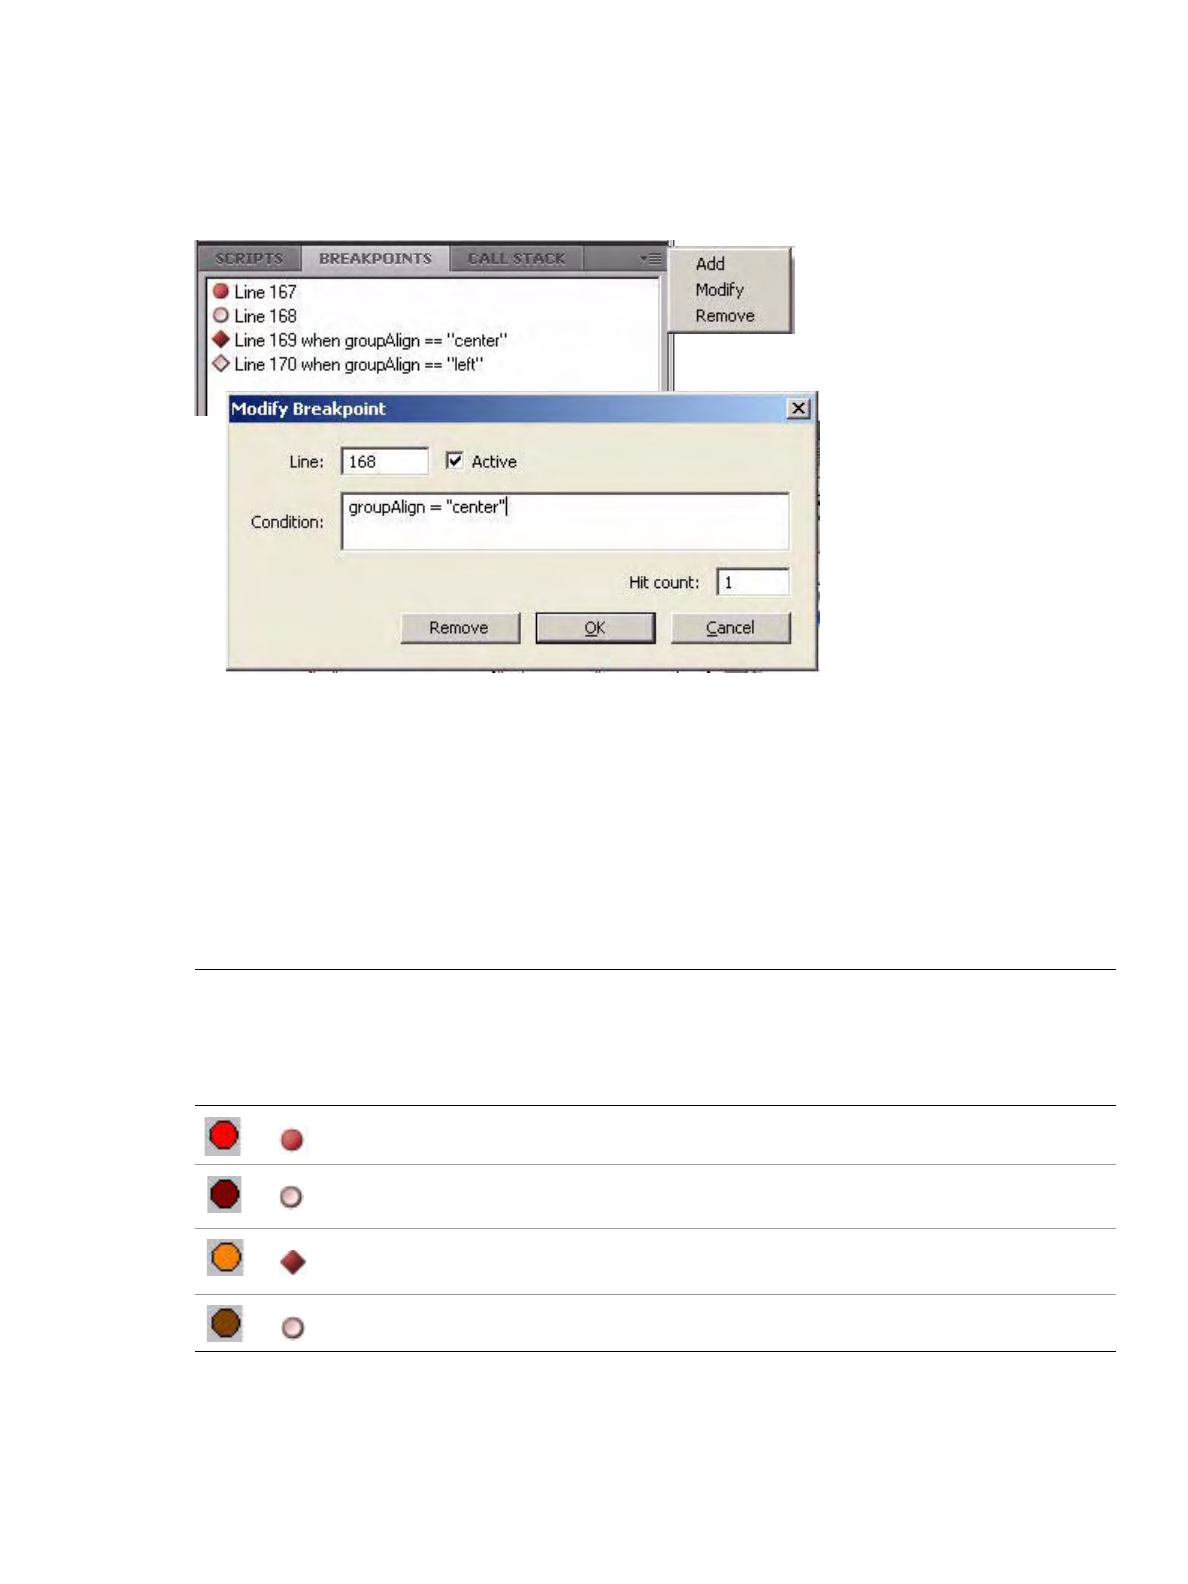 SCRIPTS BREAKPOINTS CALL STACK
Add
Modify
Remove
Line 167
Line 168
Line 169 when groupAlign == "center"
Line 170 when groupAlign == "left"
Modify Breakpoint
Line: 168 Active
Condition: groupAlign = "center"
Hit count: 1
Remove OK Cancel